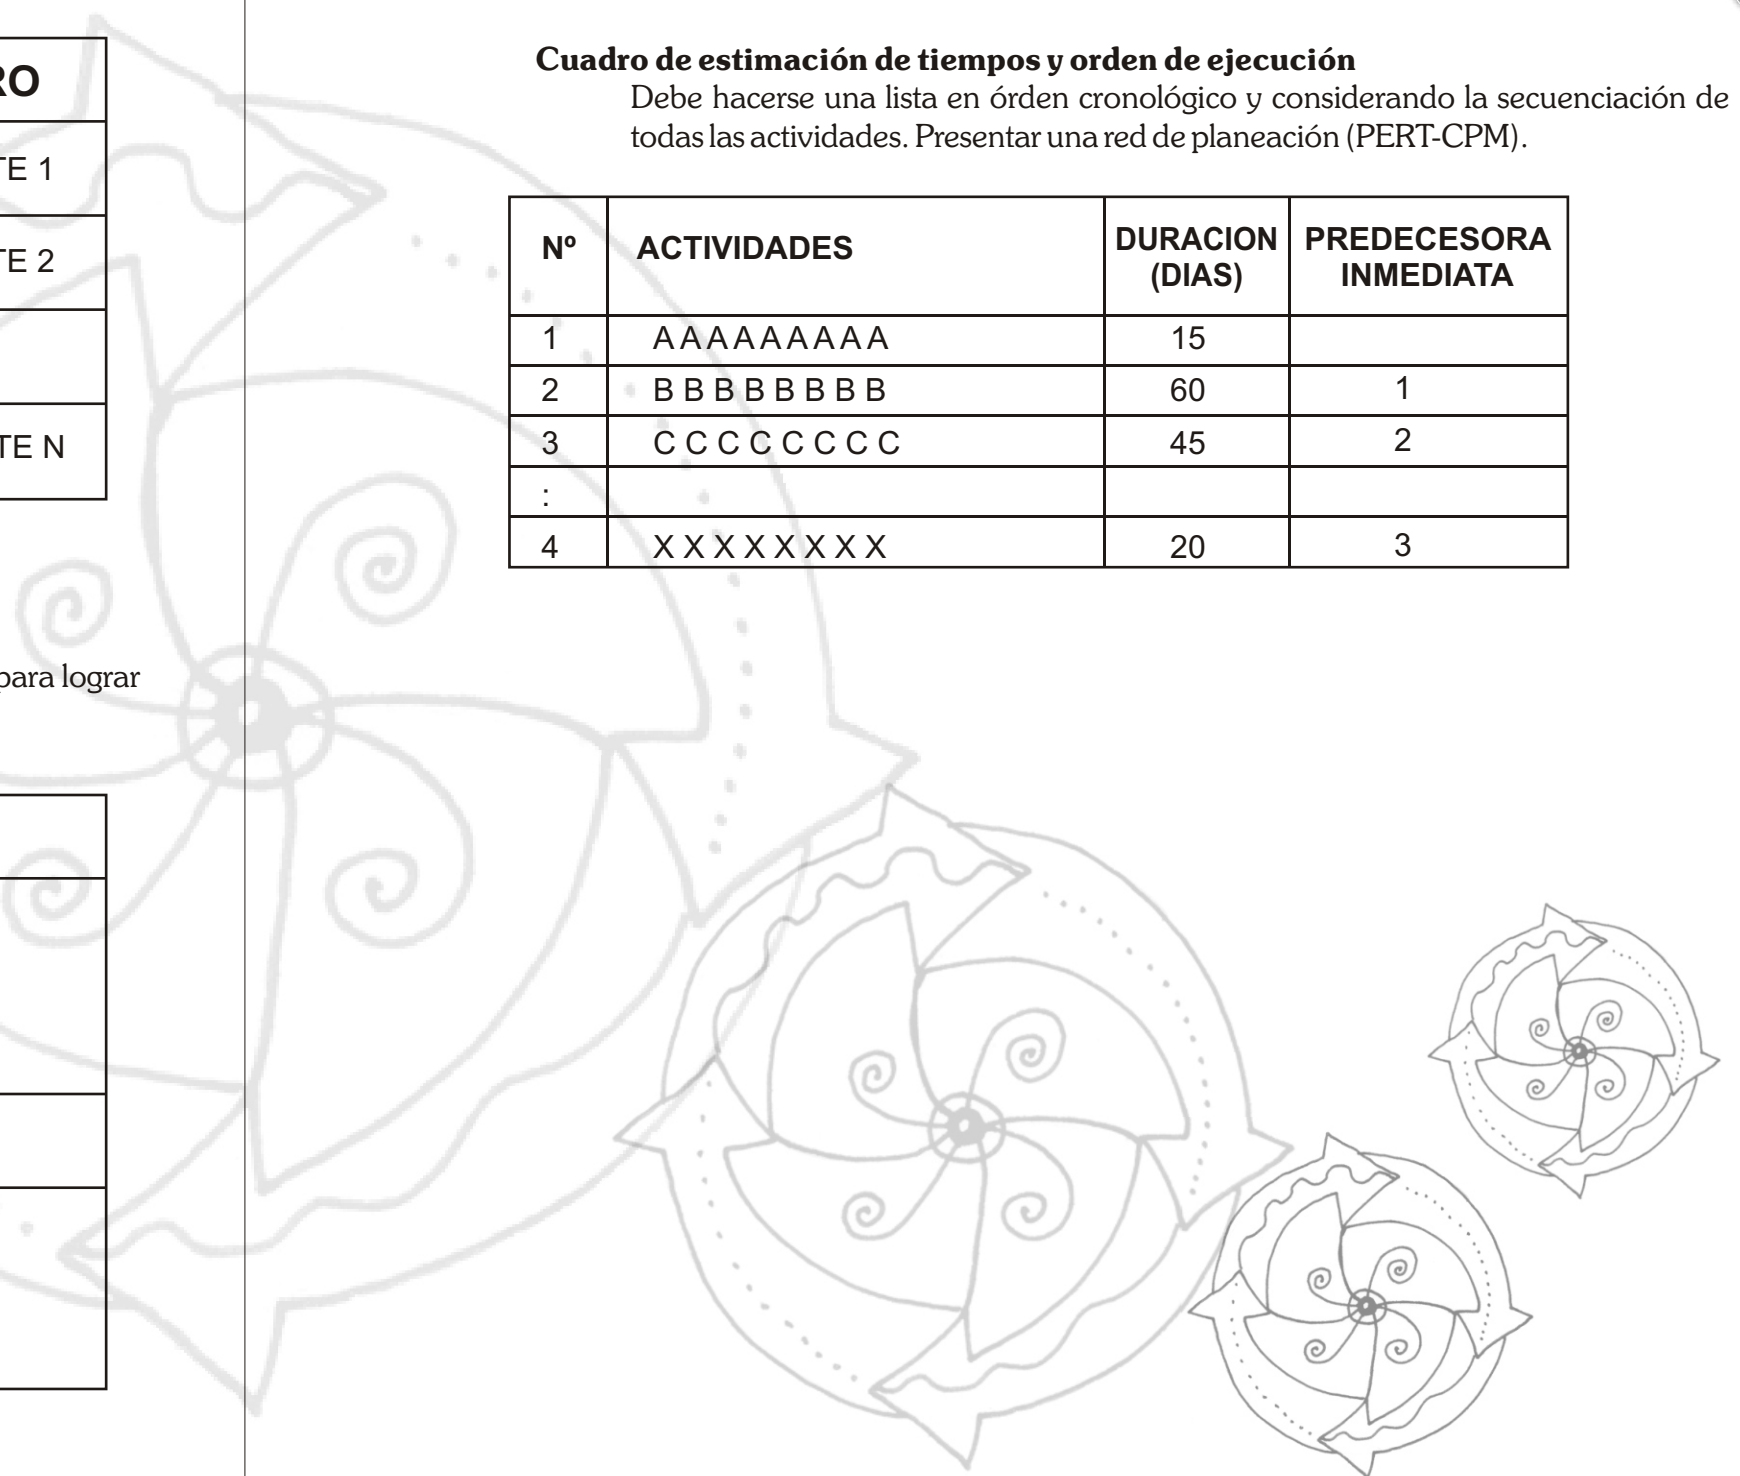 RO
TE 1
TE 2
TE N
para lograr
Cuadro de estimación de tiempos y orden de ejecución
Debe hacerse una lista en órden cronológico y considerando la secuenciación de
todas las actividades. Presentar una red de planeación (PERT-CPM).
Nº ACTIVIDADES DURACION (DIAS) PREDECESORA INMEDIATA
1 A A A A A A A A A 15
2 B B B B B B B B 60 1
3 C C C C C C C C 45 2
:
4 X X X X X X X X 20 3